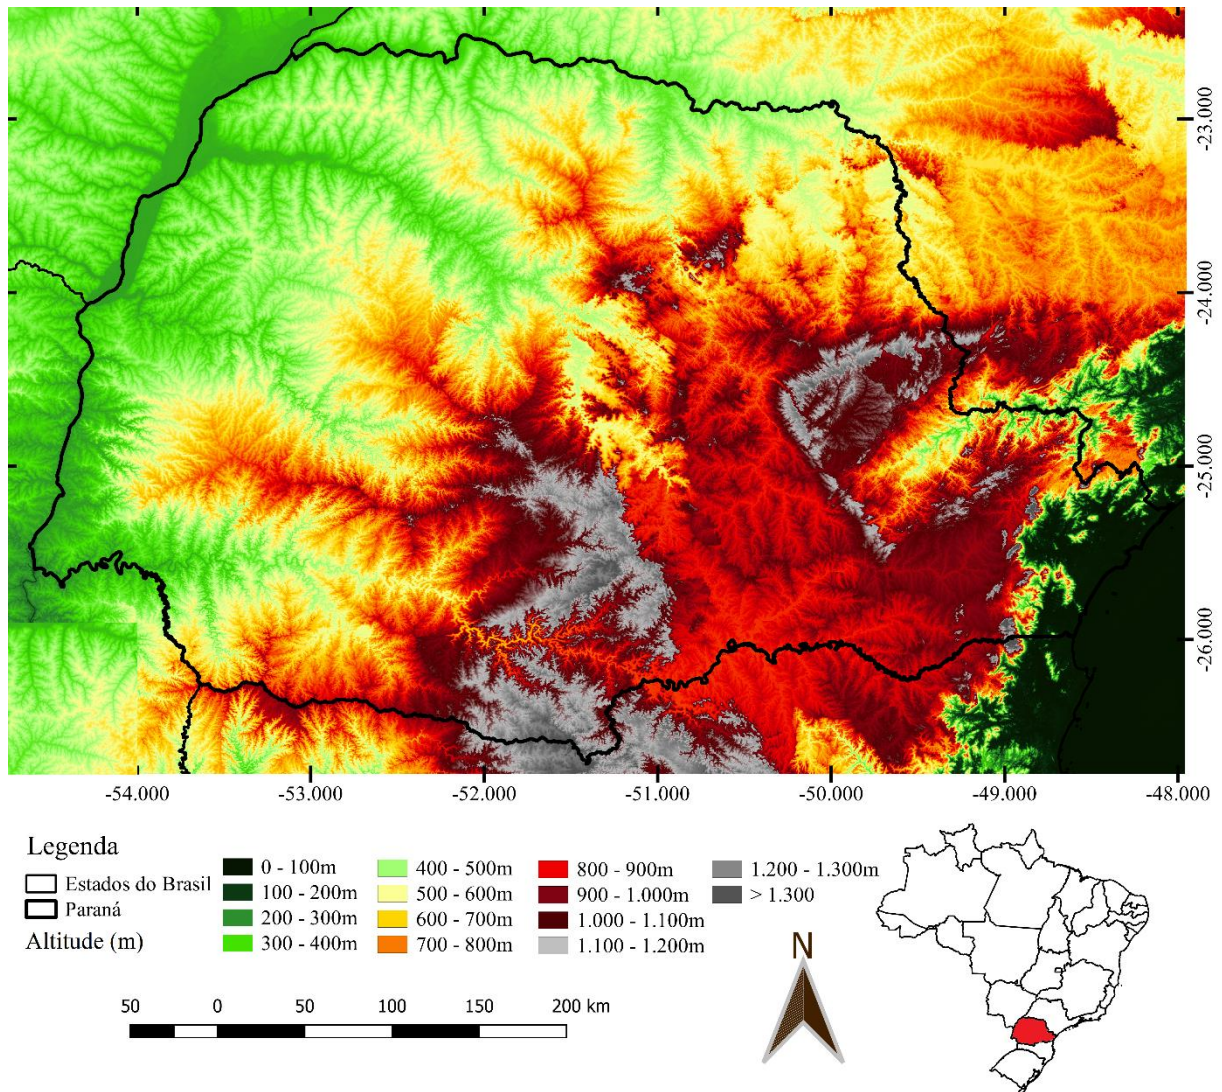 -23.000
-24.000
-25.000
-26.000
-54.000 -53.000 -52.000 -51.000 -50.000 -49.000 -48.000
Legenda
Estados do Brasil
Paraná
Altitude (m)
0 - 100m
100 - 200m
200 - 300m
300 - 400m
400 - 500m
500 - 600m
600 - 700m
700 - 800m
800 - 900m
900 - 1.000m
1.000 - 1.100m
1.100 - 1.200m
1.200 - 1.300m
> 1.300
N
50 0 50 100 150 200 km